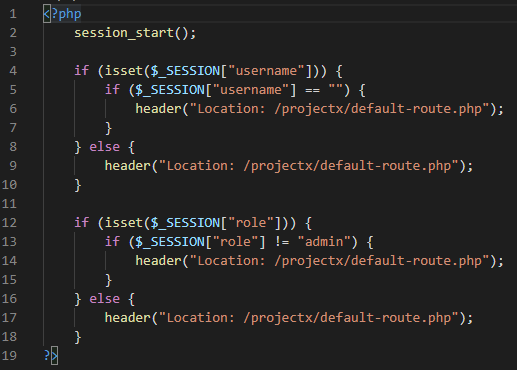 1 <?php
2     session_start();
3
4     if (isset($_SESSION["username"])) {
5         if ($_SESSION["username"] == "") {
6             header("Location: /projectx/default-route.php");
7         }
8     } else {
9         header("Location: /projectx/default-route.php");
10     }
11
12     if (isset($_SESSION["role"])) {
13         if ($_SESSION["role"] != "admin") {
14             header("Location: /projectx/default-route.php");
15         }
16     } else {
17         header("Location: /projectx/default-route.php");
18     }
19 ?>